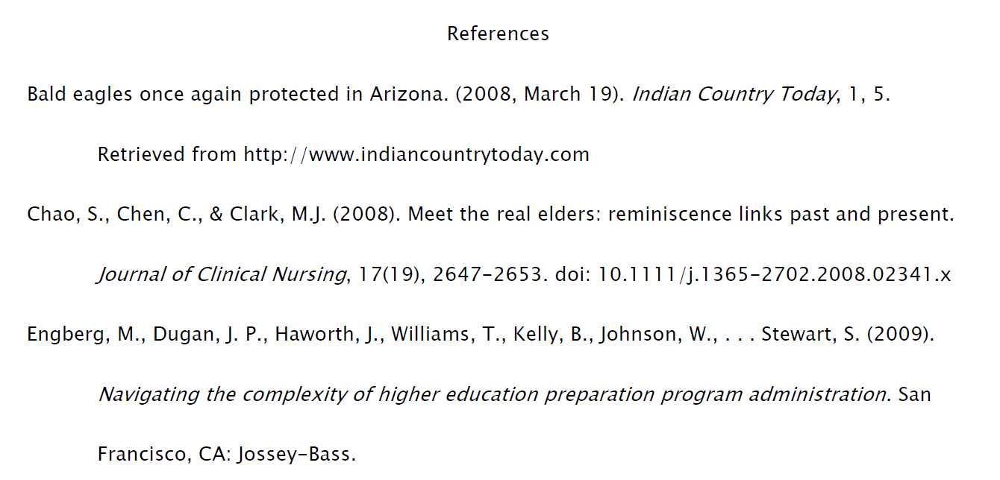 References
Bald eagles once again protected in Arizona. (2008, March 19). Indian Country Today, 1, 5.
Retrieved from http://www.indiancountrytoday.com
Chao, S., Chen, C., & Clark, M.J. (2008). Meet the real elders: reminiscence links past and present.
Journal of Clinical Nursing, 17(19), 2647-2653. doi: 10.1111/j.1365-2702.2008.02341.x
Engberg, M., Dugan, J. P., Haworth, J., Williams, T., Kelly, B., Johnson, W., . . . Stewart, S. (2009).
Navigating the complexity of higher education preparation program administration. San
Francisco, CA: Jossey-Bass.